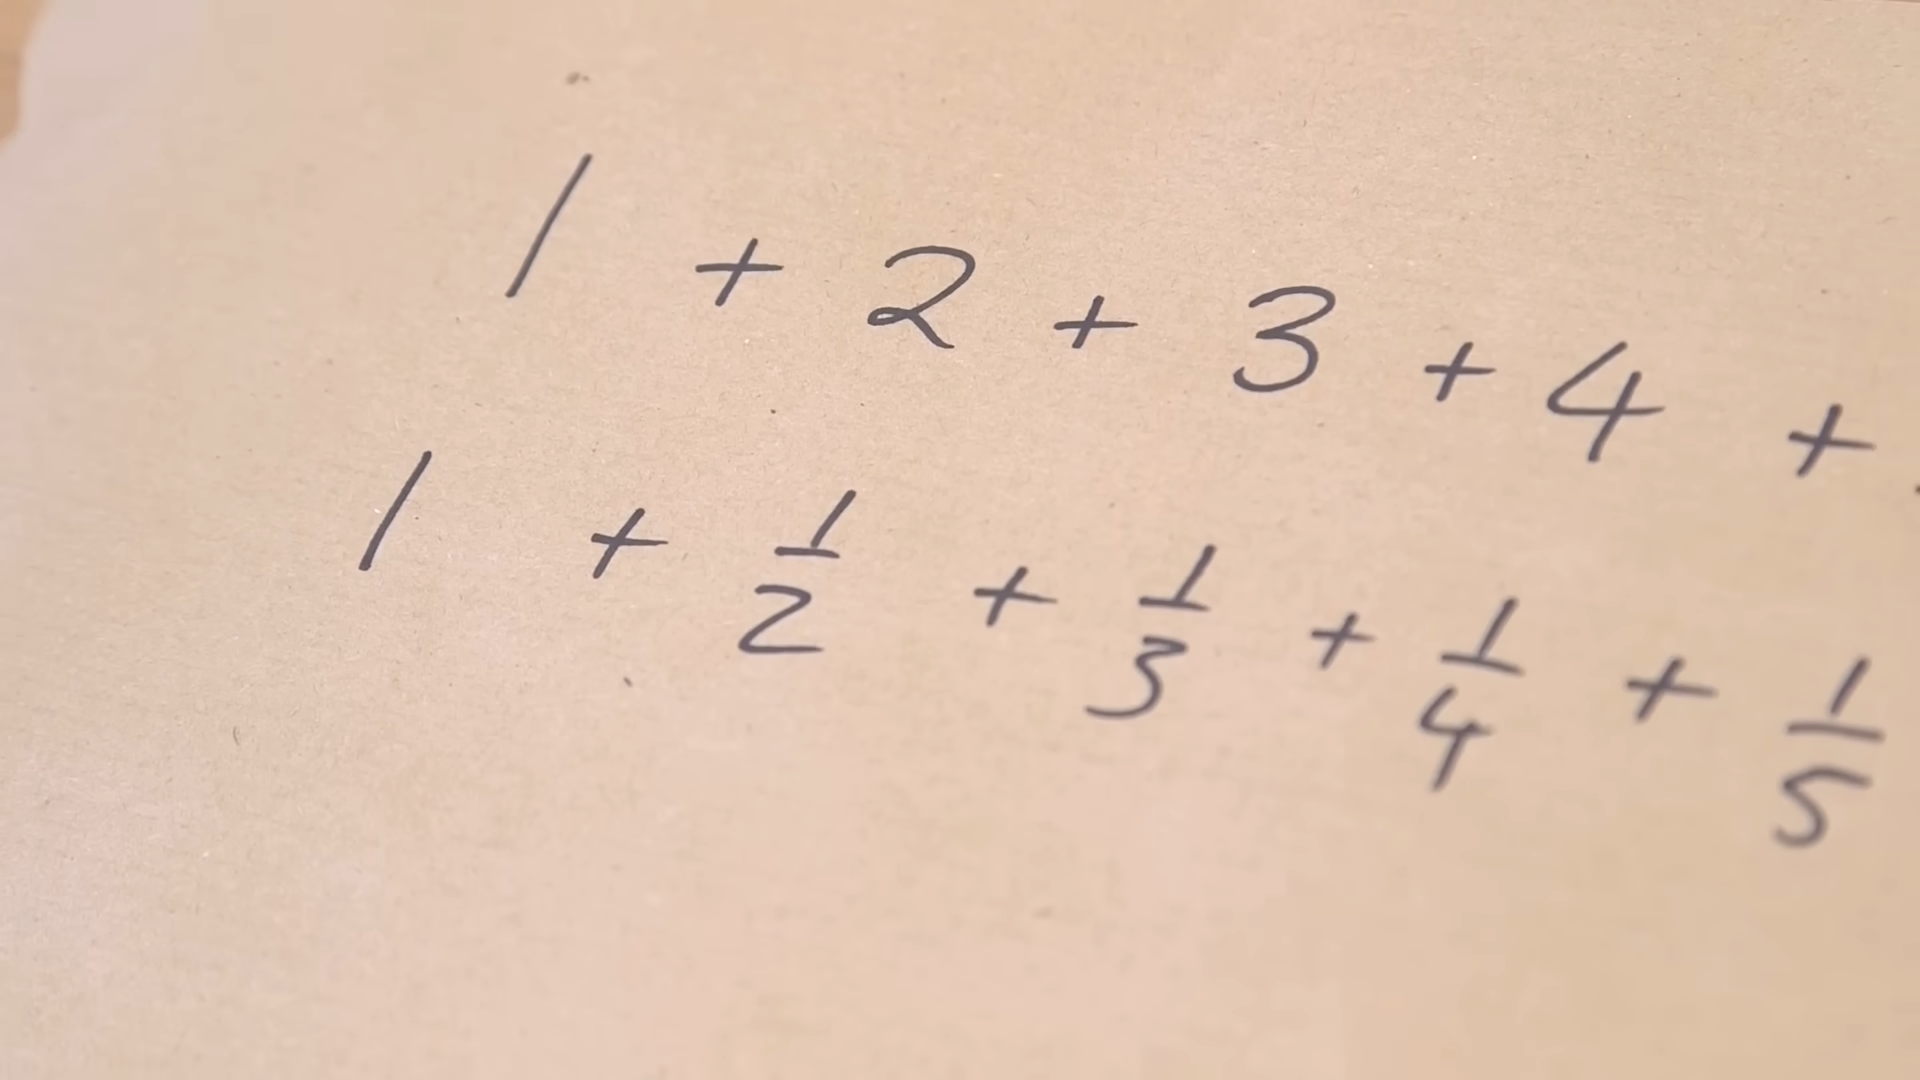 1 + 2 + 3 + 4 +
1 + 1/2 + 1/3 + 1/4 + 1/5